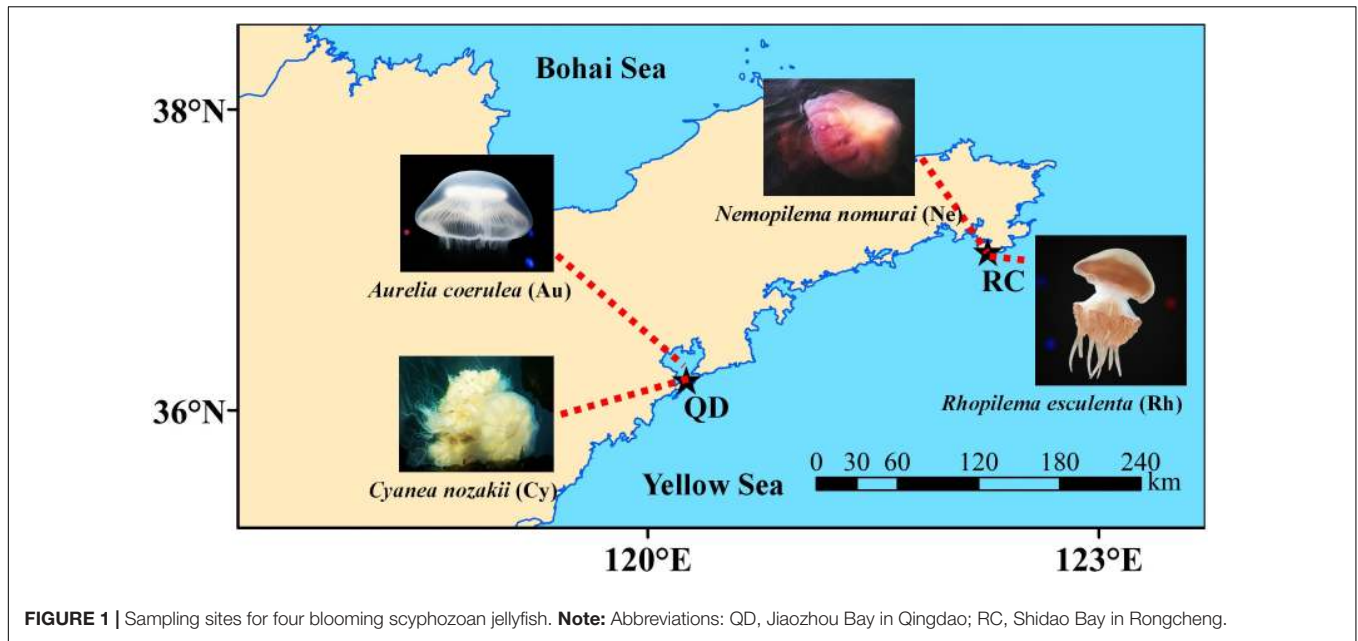 Bohai Sea
38°N
Nemopilema nomurai (Ne)
Aurelia coerulea (Au)
RC
36°N
QD
Rhopilema esculenta (Rh)
Cyanea nozakii (Cy)
Yellow Sea
0 30 60 120 180 240
km
120°E
123°E
FIGURE 1 | Sampling sites for four blooming scyphozoan jellyfish. Note: Abbreviations: QD, Jiaozhou Bay in Qingdao; RC, Shidao Bay in Rongcheng.